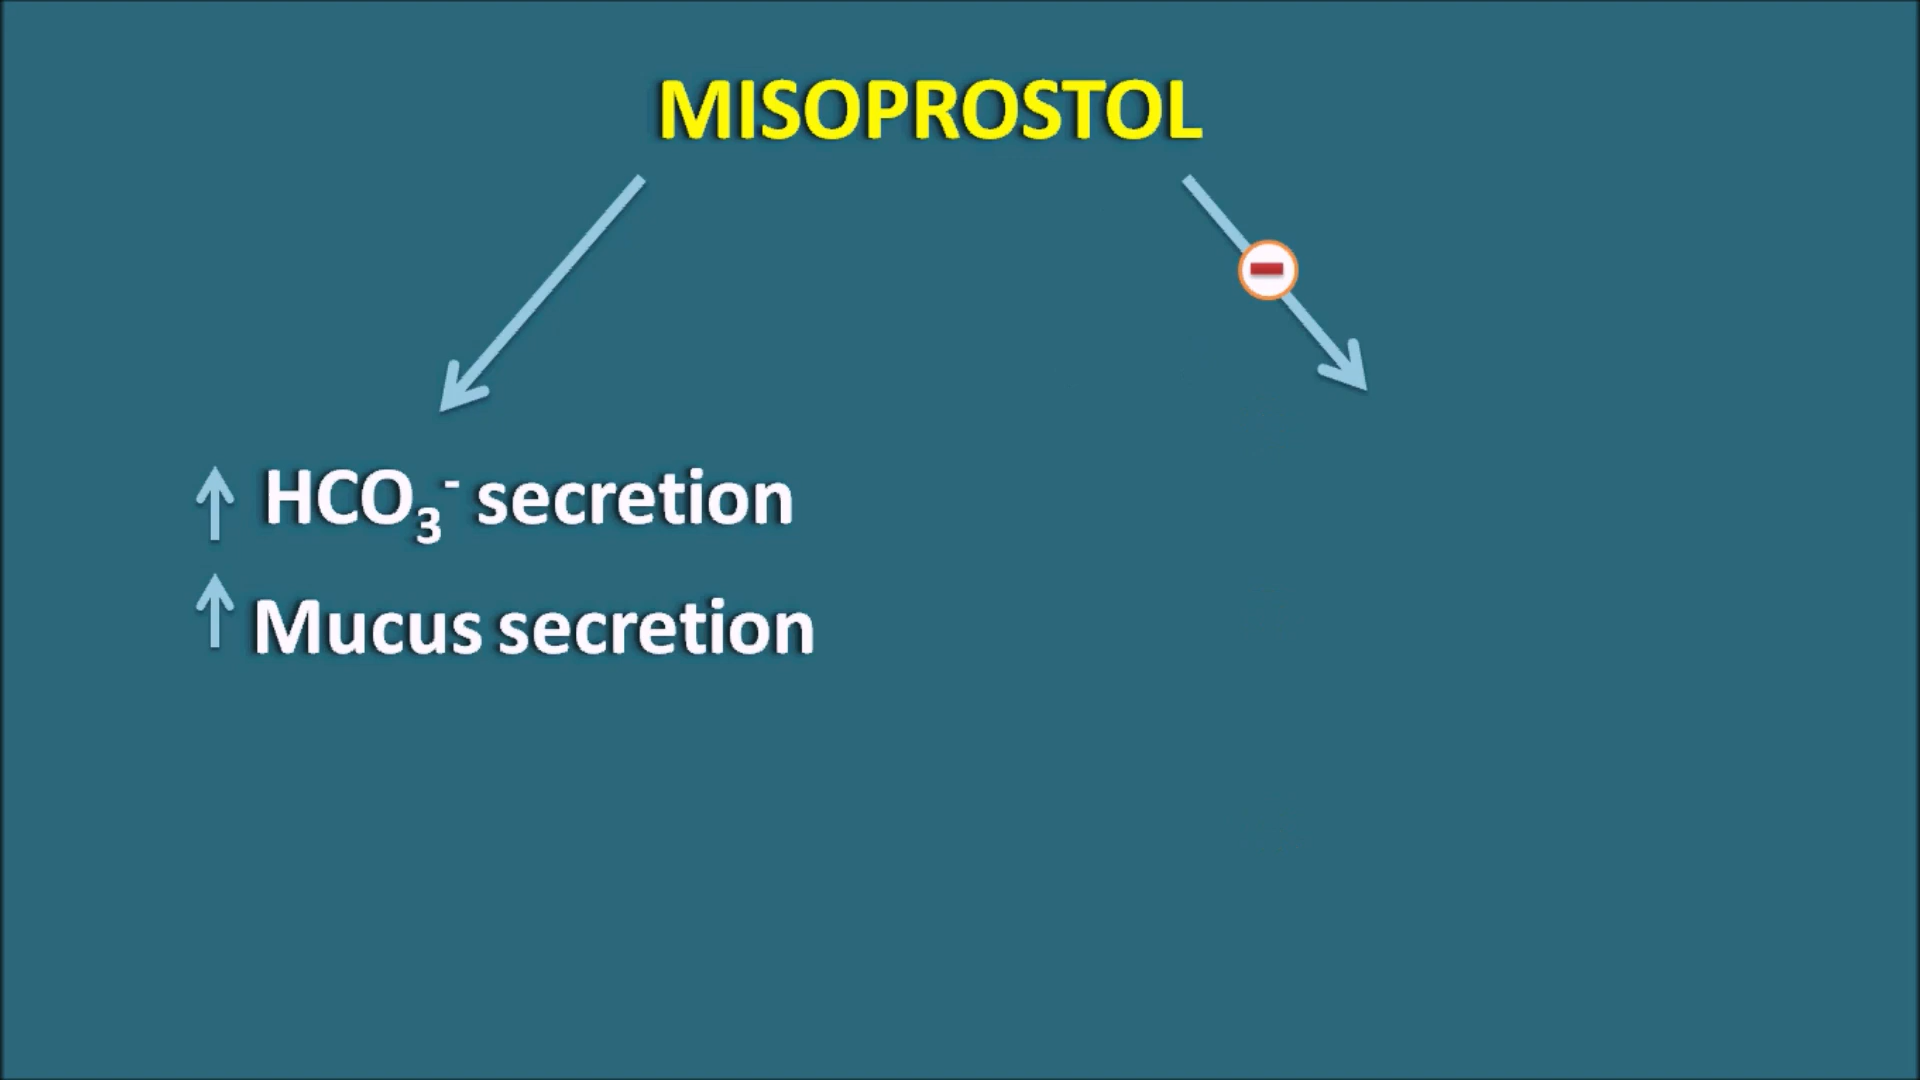 MISOPROSTOL
↑ HCO₃⁻ secretion
↑ Mucus secretion